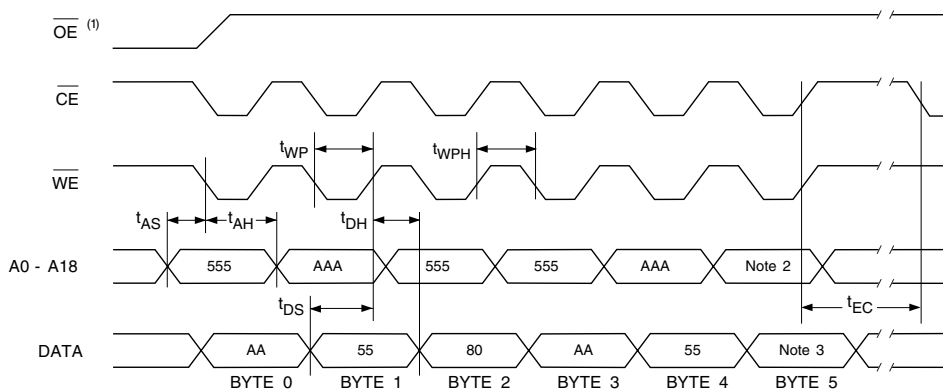 OE (1)
CE
tWP
tWPH
WE
tAS
tAH
tDH
A0 - A18
555
AAA
555
555
AAA
Note 2
tDS
tEC
DATA
AA
55
80
AA
55
Note 3
BYTE 0
BYTE 1
BYTE 2
BYTE 3
BYTE 4
BYTE 5